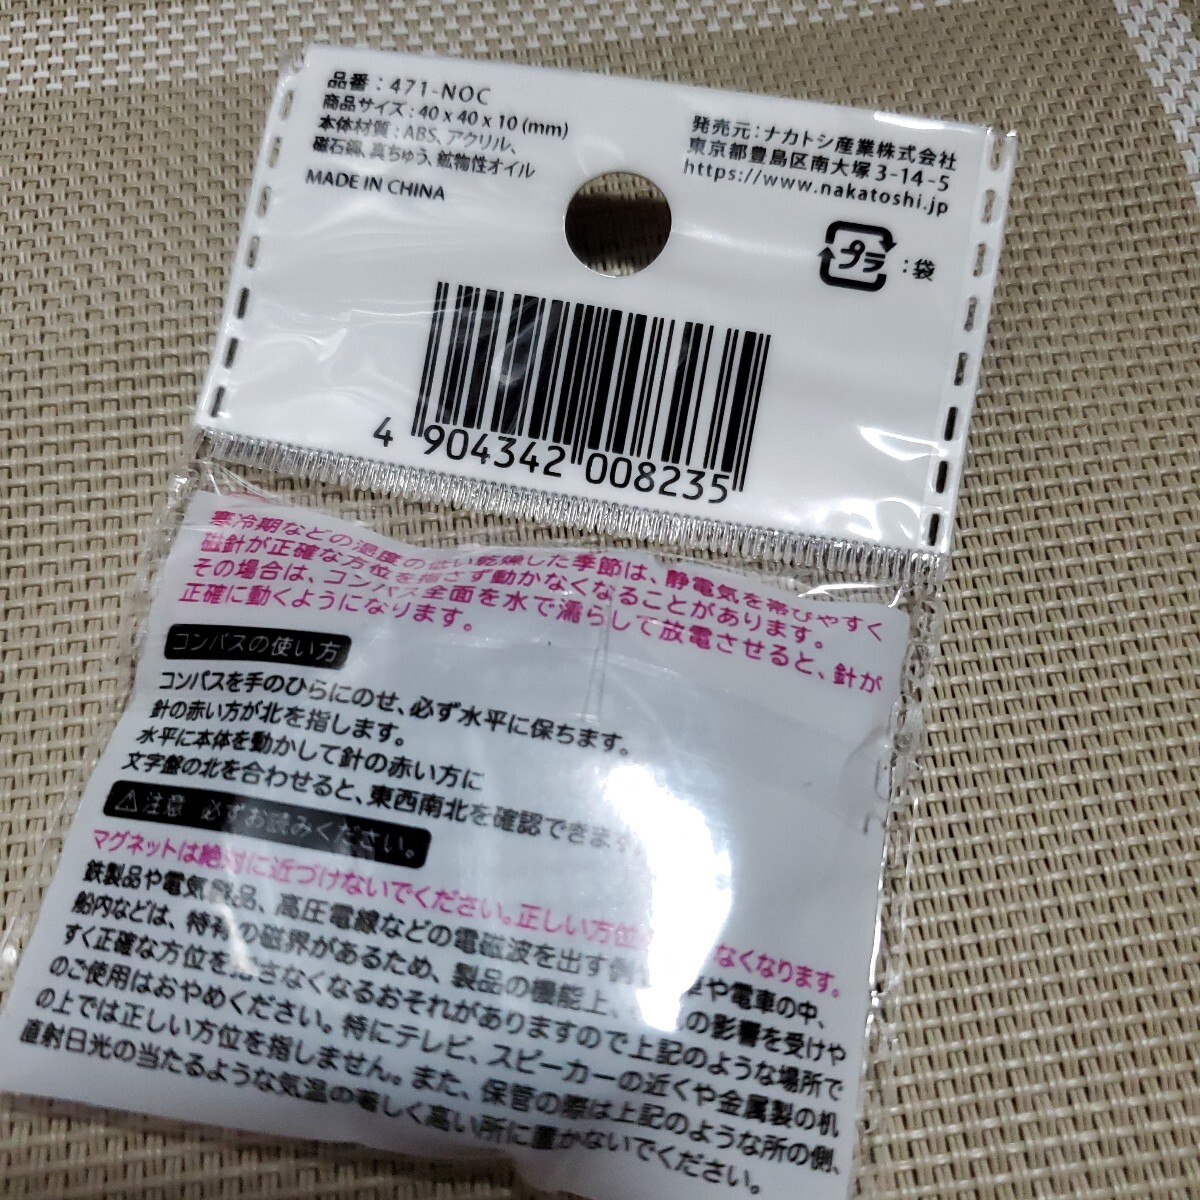 品番：471-NOC
商品サイズ：40 x 40 x 10 (mm)
本体材質：ABS、アクリル、
磁石鋼、真ちゅう、鉱物性オイル
MADE IN CHINA
発売元：ナカトシ産業株式会社
東京都豊島区南大塚3-14-5
https://www.nakatoshi.jp
プラ：袋
4 904342 008235
寒冷期などの湿度の低い乾燥した季節は、静電気を帯びやすく
磁針が正確な方位を指さず動かなくなることがあります。
その場合は、コンパス全面を水で濡らして放電させると、針が
正確に動くようになります。
コンパスの使い方
コンパスを手のひらにのせ、必ず水平に保ちます。
針の赤い方が北を指します。
水平に本体を動かして針の赤い方に
文字盤の北を合わせると、東西南北を確認できます
⚠注意 必ずお読みください。
マグネットは絶対に近づけないでください。正しい方位 なくなります。
鉄製品や電気製品、高圧電線などの電磁波を出す側 車や電車の中、
船内などは、特有の磁界があるため、製品の機能上、 の影響を受けや
すく正確な方位を指さなくなるおそれがありますので上記のような場所で
のご使用はおやめください。特にテレビ、スピーカーの近くや金属製の机
の上では正しい方位を指しません。また、保管の際は上記のような所の側、
直射日光の当たるような気温の著しく高い所に置かないでください。